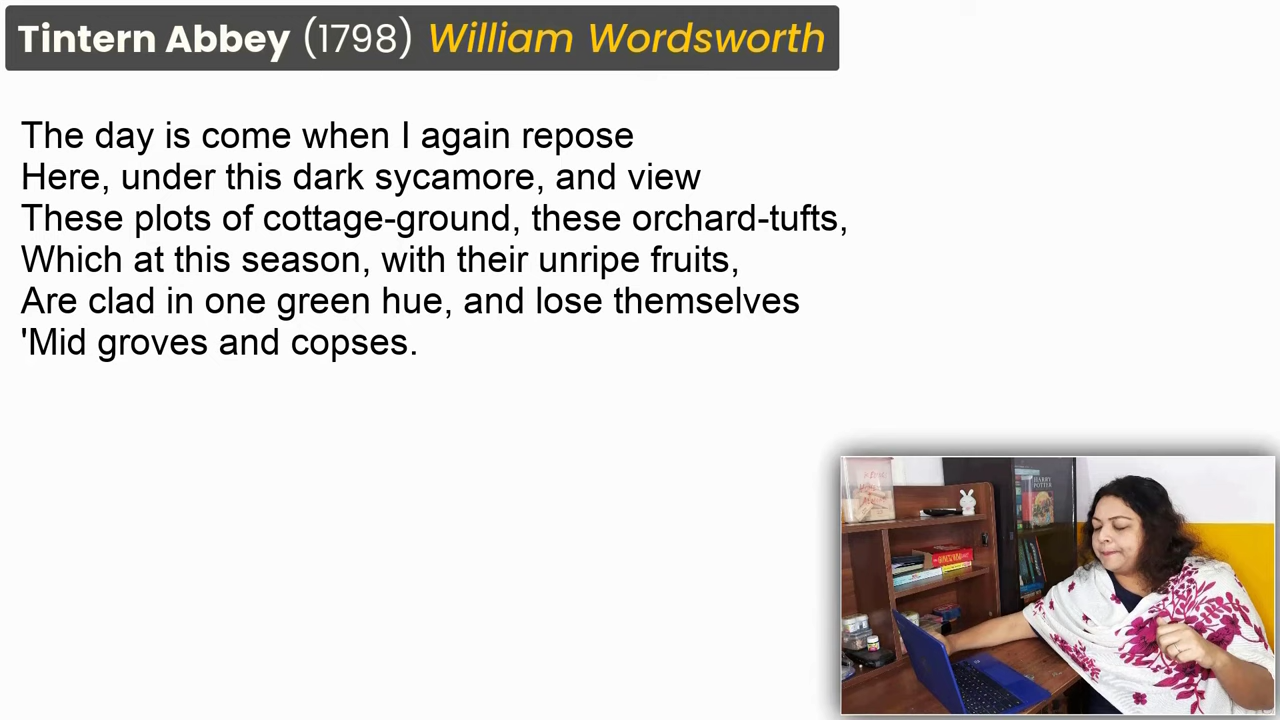 Tintern Abbey (1798) William Wordsworth
The day is come when I again repose
Here, under this dark sycamore, and view
These plots of cottage-ground, these orchard-tufts,
Which at this season, with their unripe fruits,
Are clad in one green hue, and lose themselves
'Mid groves and copses.
HARRY
POTTER